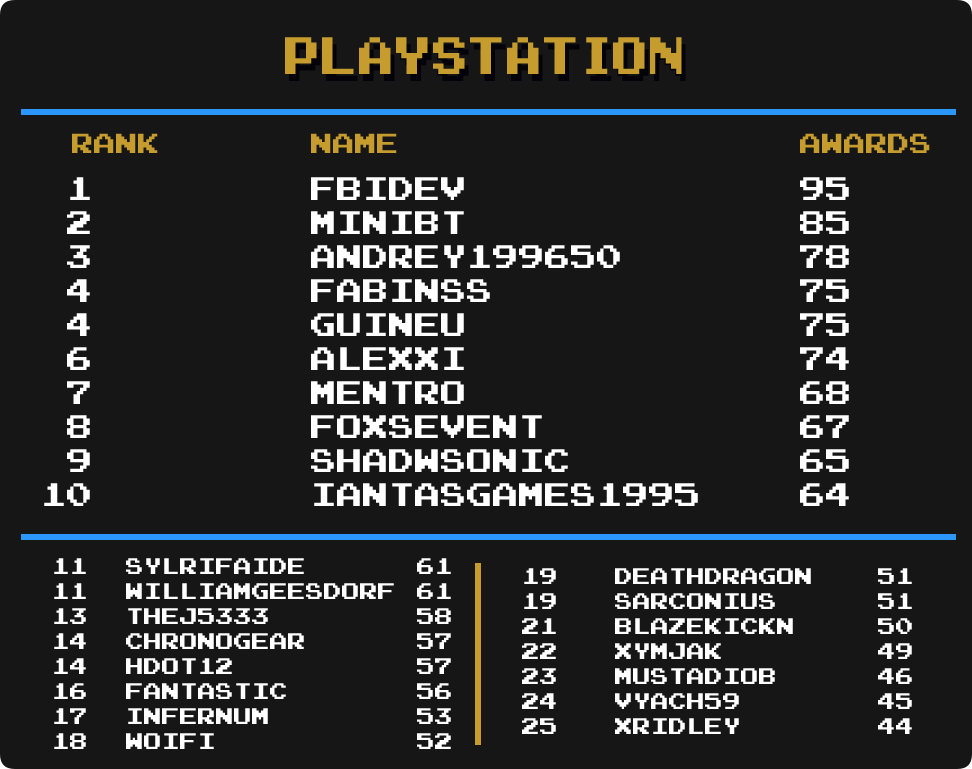 PLAYSTATION
RANK NAME AWARDS
1 FBIDEV 95
2 MINIBT 85
3 ANDREY199650 78
4 FABINSS 75
4 GUINEU 75
6 ALEXXI 74
7 MENTRO 68
8 FOXSEVENT 67
9 SHADWSONIC 65
10 IANTASGAMES1995 64
11 SYLRIFAIDE 61
11 WILLIAMGEESDORF 61
13 THEJ5333 58
14 CHRONOGEAR 57
14 HDOT12 57
16 FANTASTIC 56
17 INFERNUM 53
18 WOIFI 52
19 DEATHDRAGON 51
19 SARCONIUS 51
21 BLAZEKICKN 50
22 XYMJAK 49
23 MUSTADIOB 46
24 VYACH59 45
25 XRIDLEY 44